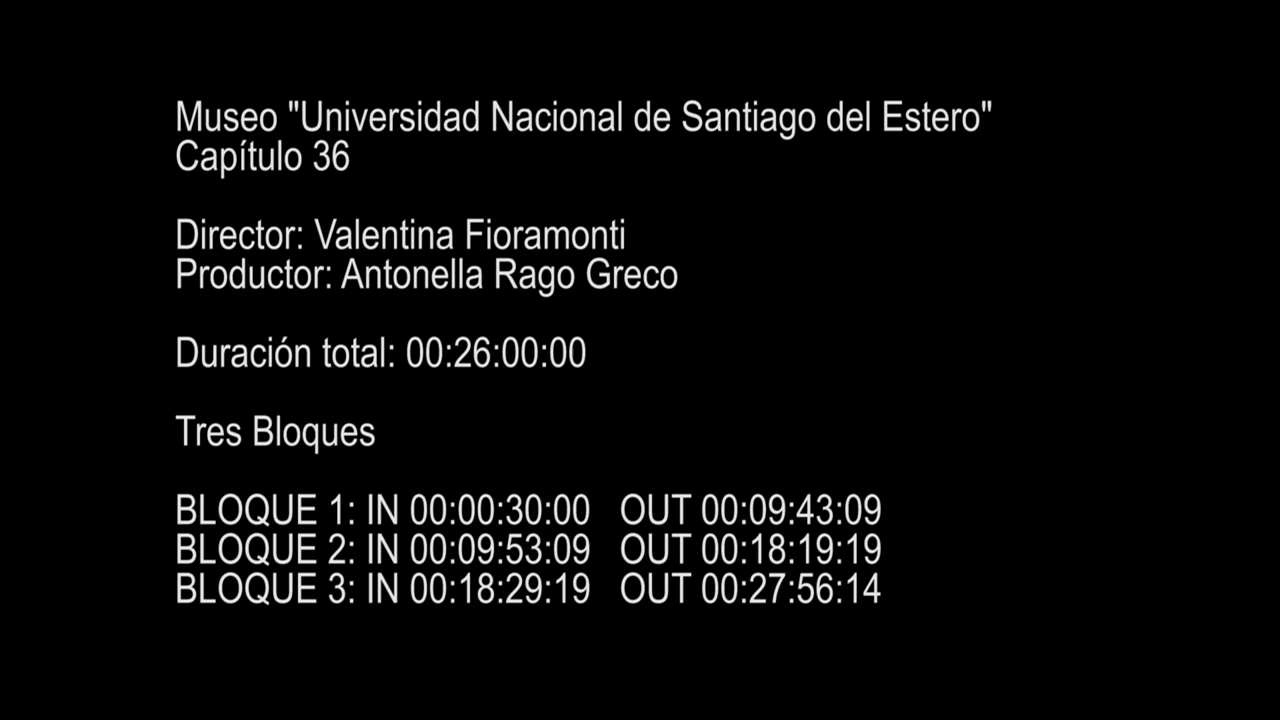 Museo "Universidad Nacional de Santiago del Estero"
Capítulo 36
Director: Valentina Fioramonti
Productor: Antonella Rago Greco
Duración total: 00:26:00:00
Tres Bloques
BLOQUE 1: IN 00:00:30:00 OUT 00:09:43:09
BLOQUE 2: IN 00:09:53:09 OUT 00:18:19:19
BLOQUE 3: IN 00:18:29:19 OUT 00:27:56:14